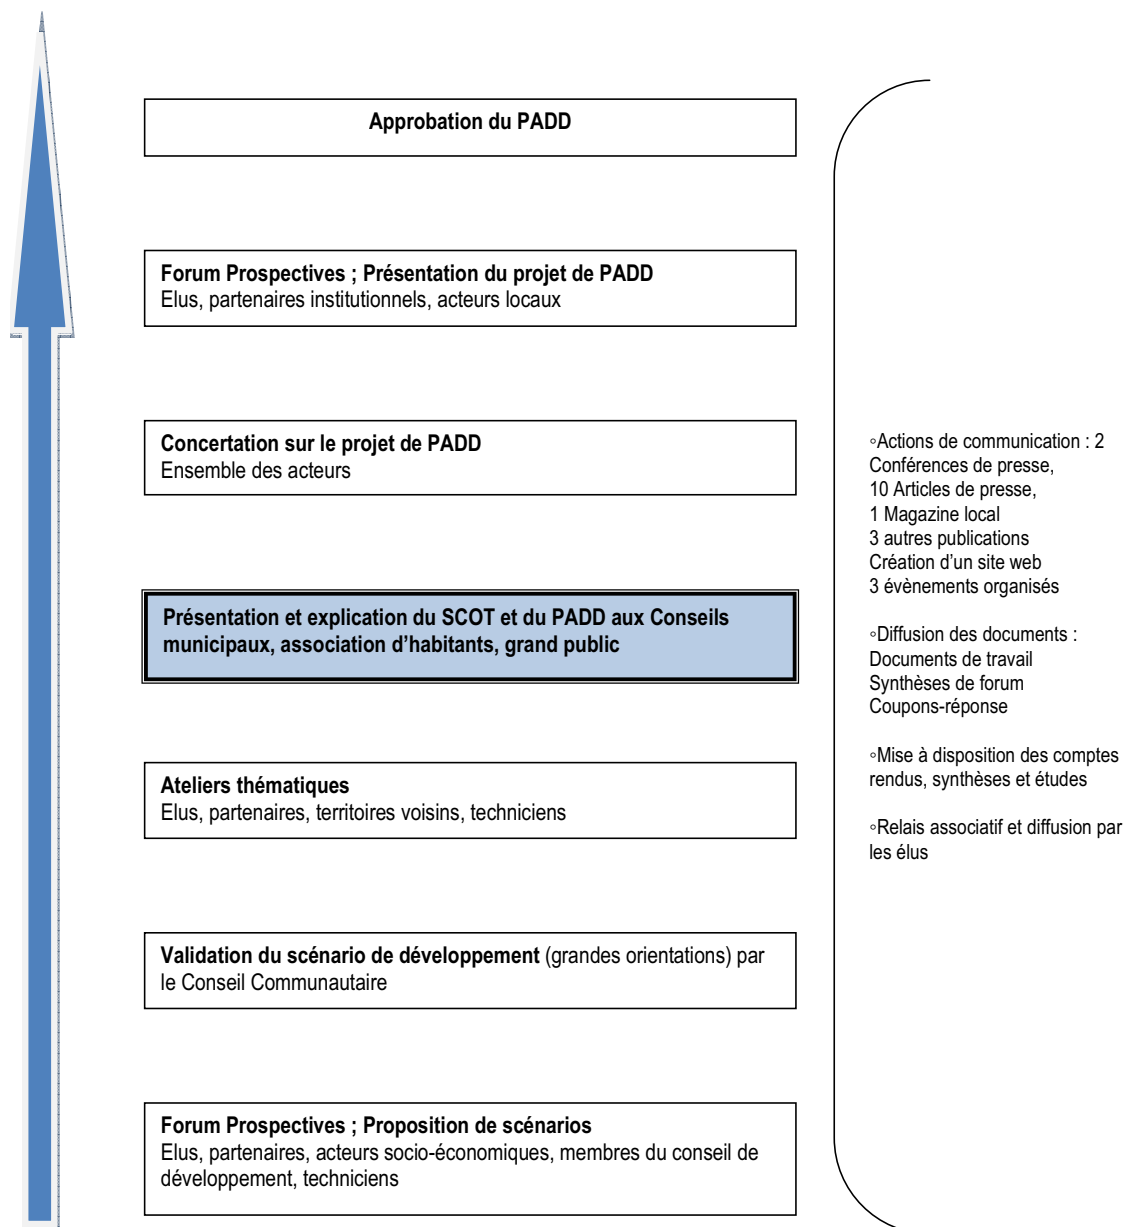 Approbation du PADD
Forum Prospectives ; Présentation du projet de PADD
Elus, partenaires institutionnels, acteurs locaux
Concertation sur le projet de PADD
Ensemble des acteurs
Présentation et explication du SCOT et du PADD aux Conseils
municipaux, association d’habitants, grand public
Ateliers thématiques
Elus, partenaires, territoires voisins, techniciens
Validation du scénario de développement (grandes orientations) par
le Conseil Communautaire
Forum Prospectives ; Proposition de scénarios
Elus, partenaires, acteurs socio-économiques, membres du conseil de
développement, techniciens
◦Actions de communication : 2
Conférences de presse,
10 Articles de presse,
1 Magazine local
3 autres publications
Création d’un site web
3 évènements organisés
◦Diffusion des documents :
Documents de travail
Synthèses de forum
Coupons-réponse
◦Mise à disposition des comptes
rendus, synthèses et études
◦Relais associatif et diffusion par
les élus